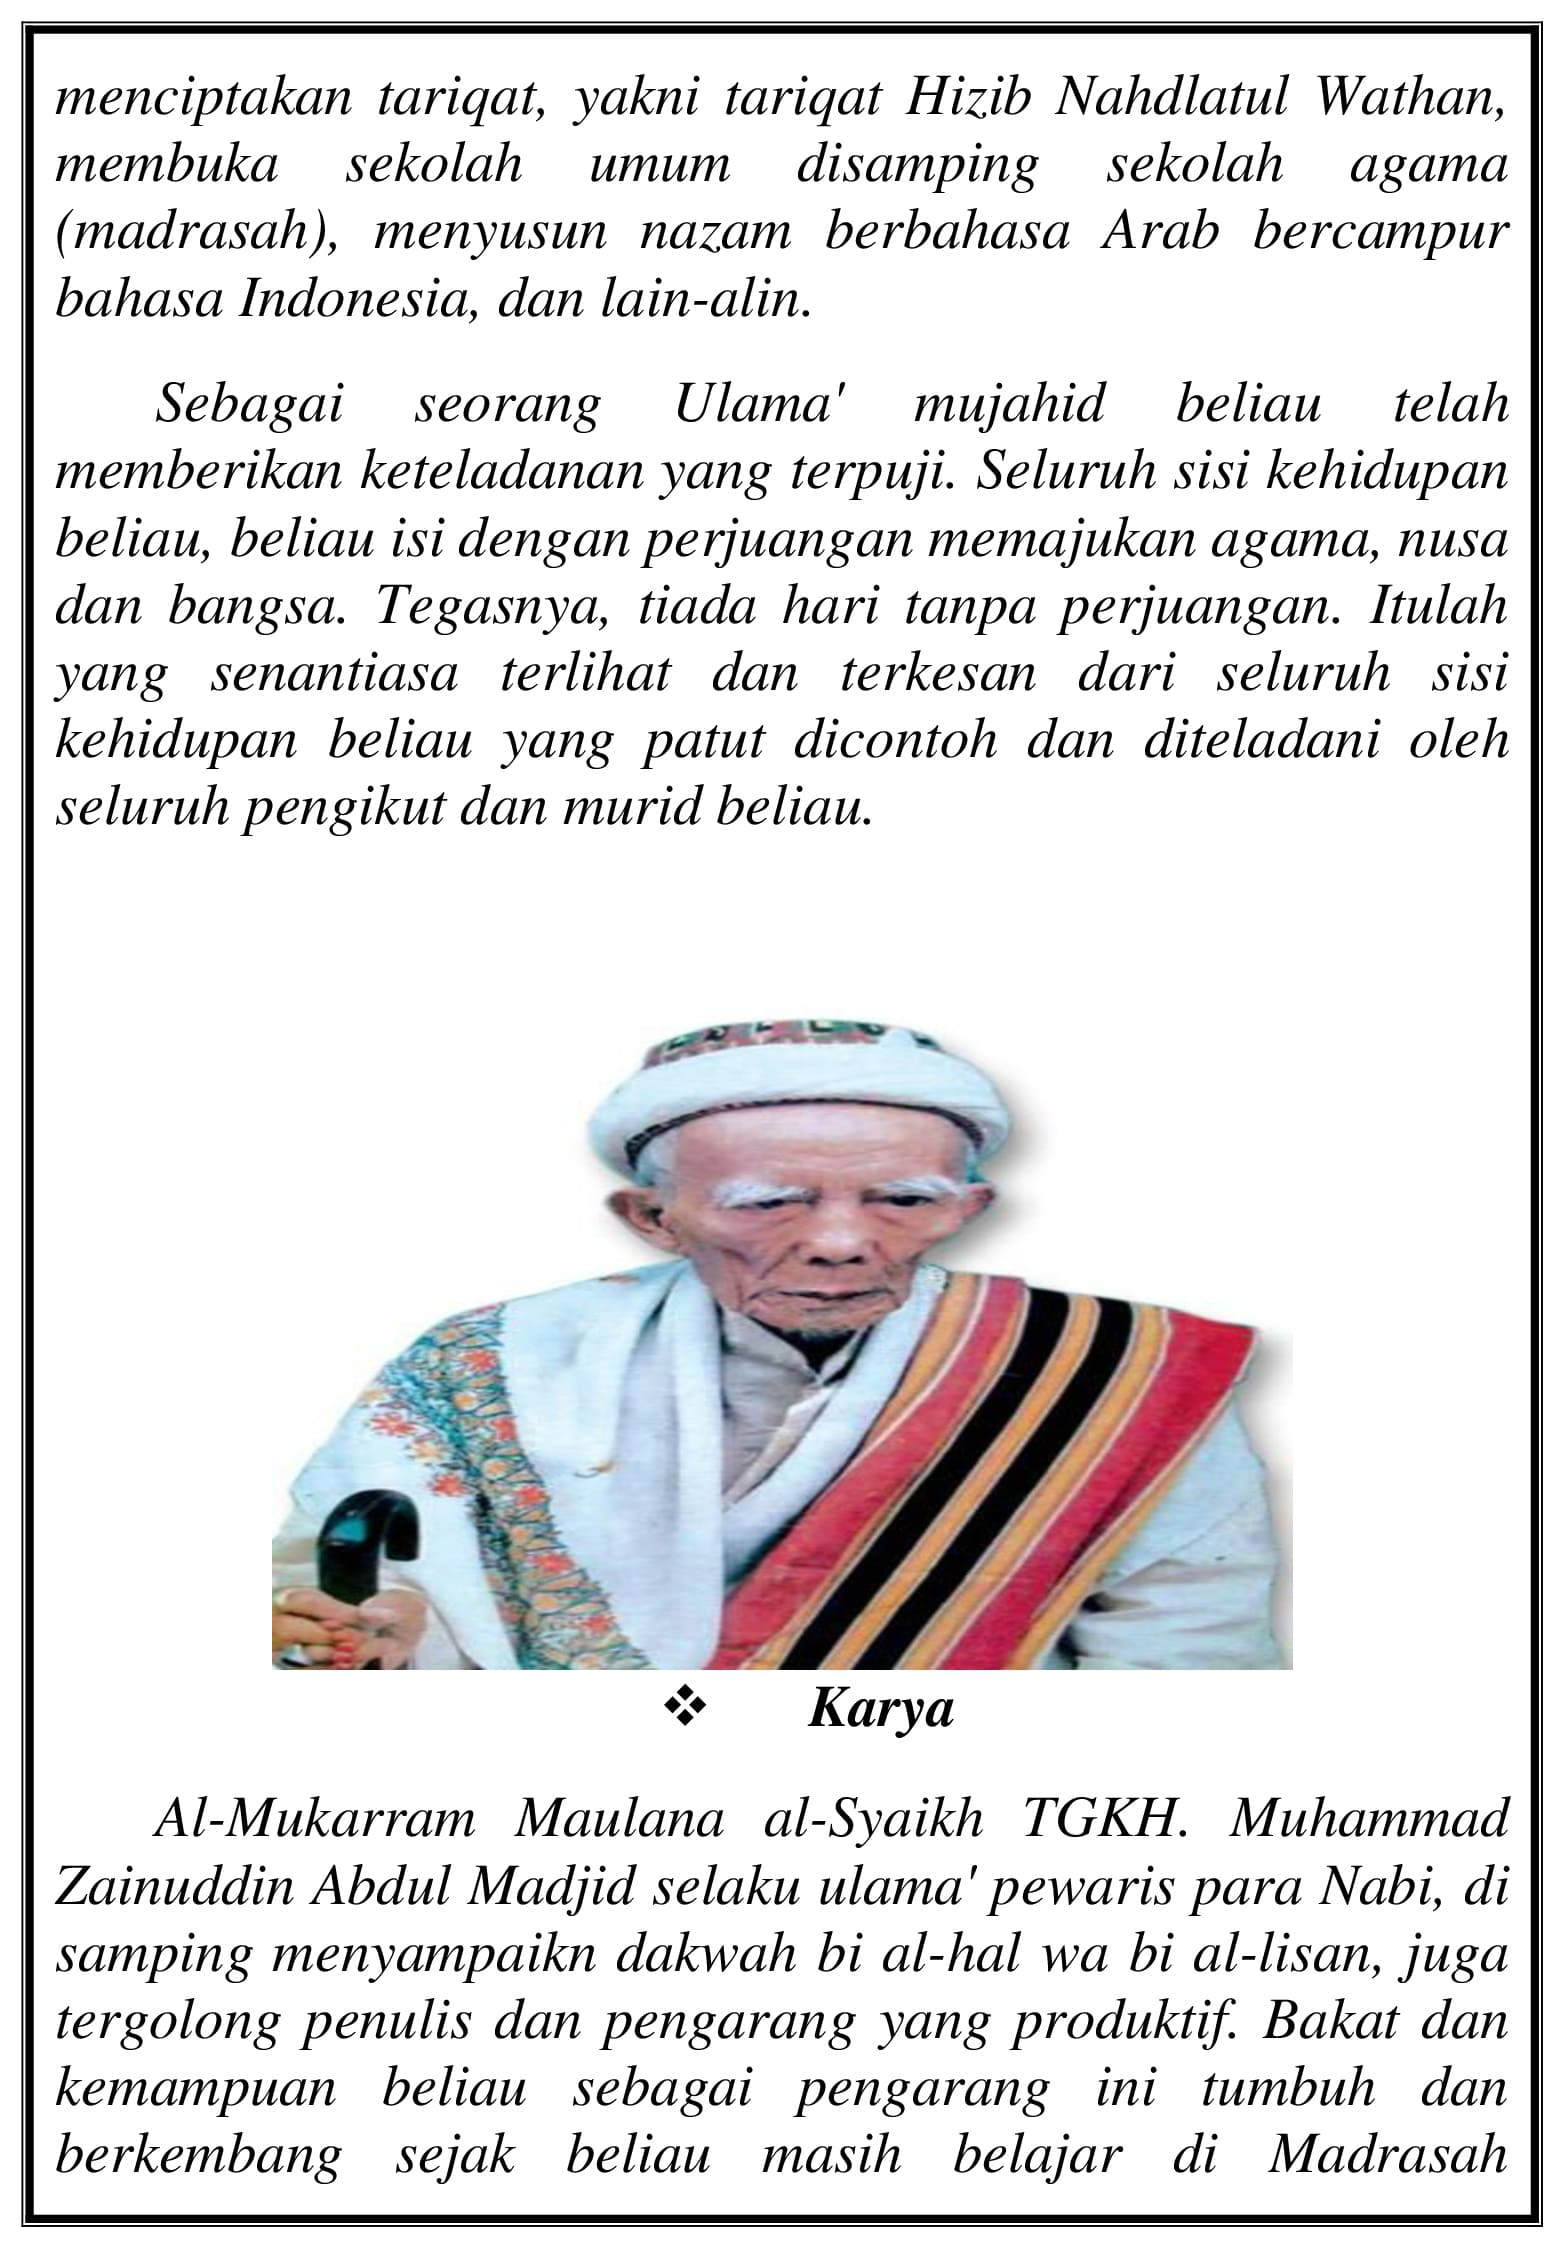 menciptakan tariqat, yakni tariqat Hizib Nahdlatul Wathan,
membuka sekolah umum disamping sekolah agama
(madrasah), menyusun nazam berbahasa Arab bercampur
bahasa Indonesia, dan lain-alin.
Sebagai seorang Ulama' mujahid beliau telah
memberikan keteladanan yang terpuji. Seluruh sisi kehidupan
beliau, beliau isi dengan perjuangan memajukan agama, nusa
dan bangsa. Tegasnya, tiada hari tanpa perjuangan. Itulah
yang senantiasa terlihat dan terkesan dari seluruh sisi
kehidupan beliau yang patut dicontoh dan diteladani oleh
seluruh pengikut dan murid beliau.
❖ Karya
Al-Mukarram Maulana al-Syaikh TGKH. Muhammad
Zainuddin Abdul Madjid selaku ulama' pewaris para Nabi, di
samping menyampaikn dakwah bi al-hal wa bi al-lisan, juga
tergolong penulis dan pengarang yang produktif. Bakat dan
kemampuan beliau sebagai pengarang ini tumbuh dan
berkembang sejak beliau masih belajar di Madrasah